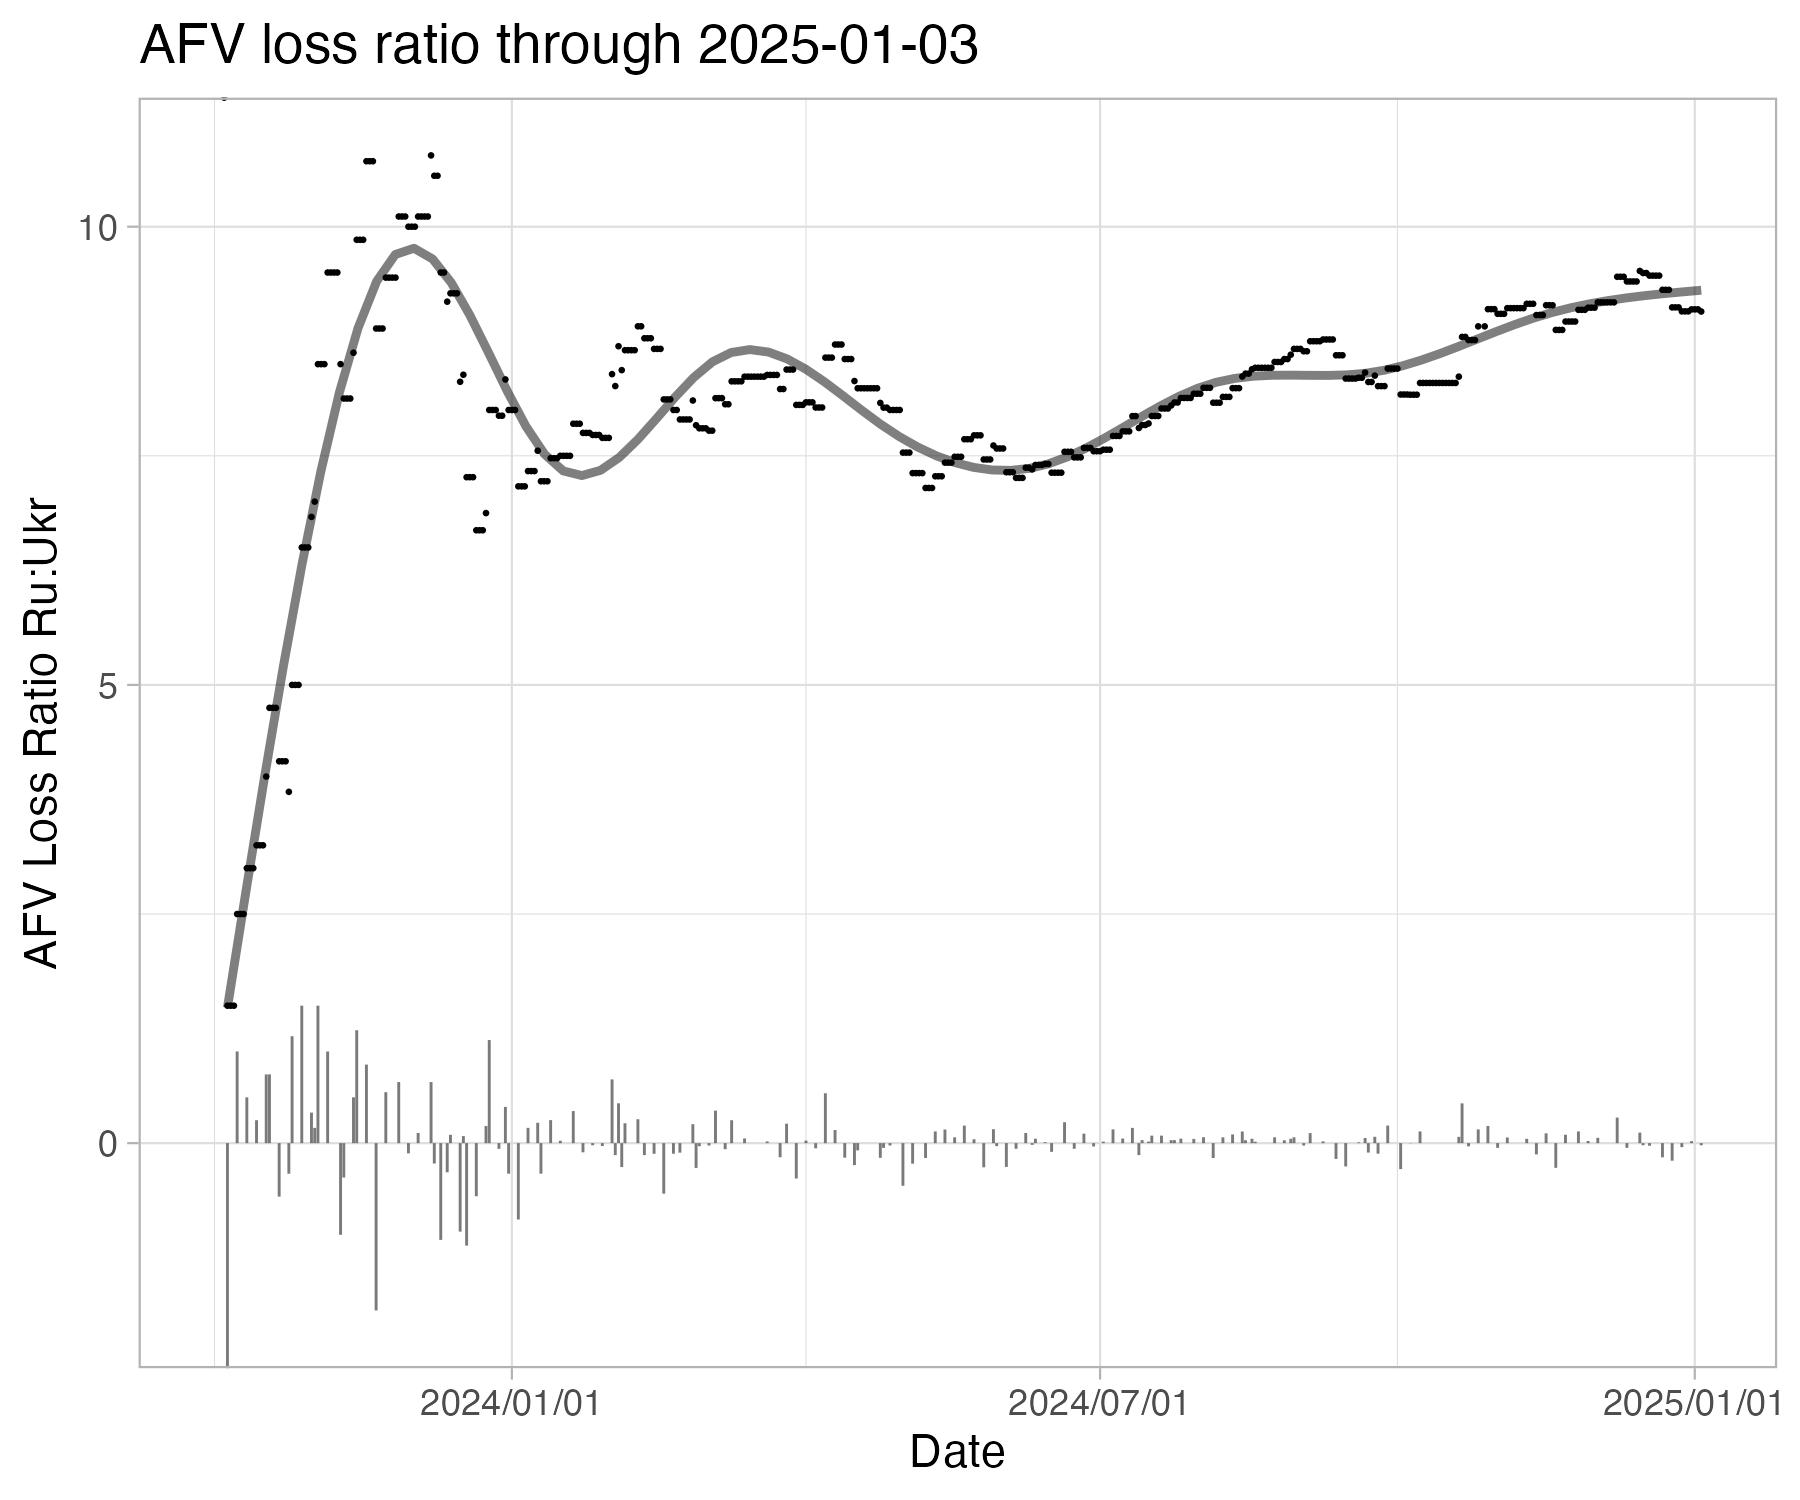 AFV loss ratio through 2025-01-03
AFV Loss Ratio Ru:Ukr
10
5
0
2024/01/01
2024/07/01
2025/01/01
Date